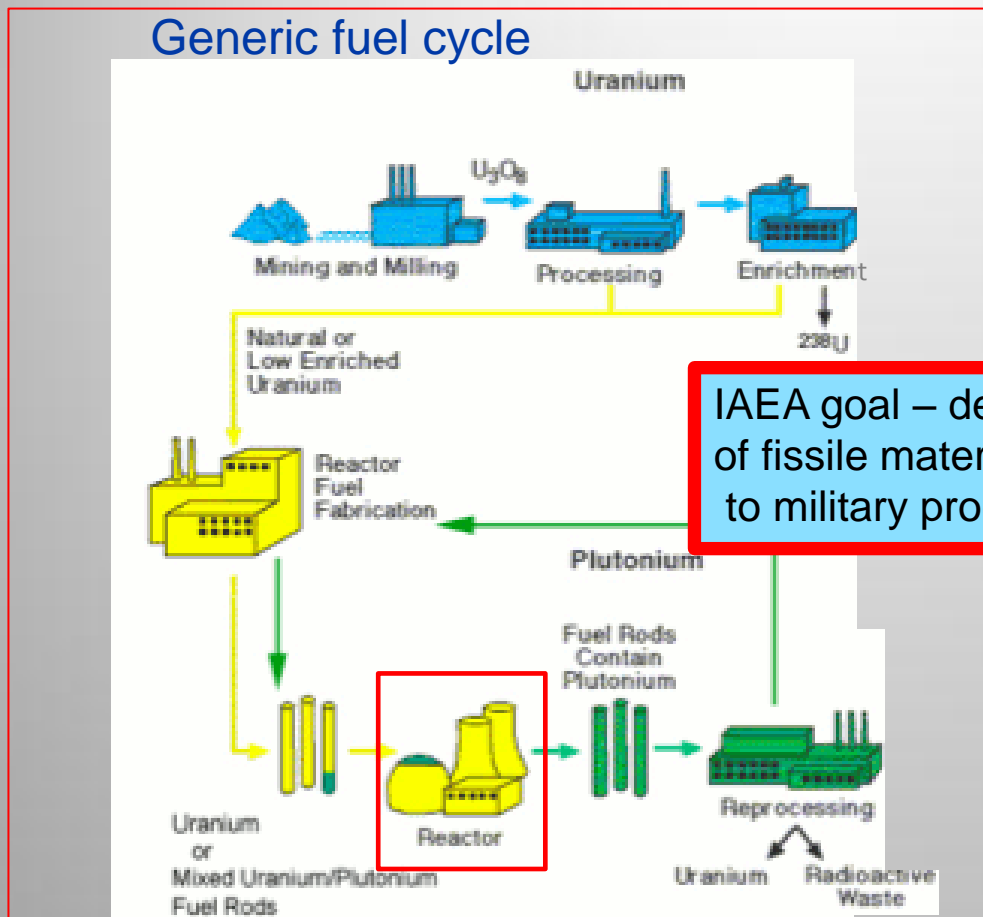 Generic fuel cycle
Uranium
U₃O₈
Mining and Milling
Processing
Enrichment
238U
Natural or
Low Enriched
Uranium
IAEA goal – de
of fissile mater
to military pro
Reactor
Fuel
Fabrication
Plutonium
Fuel Rods
Contain
Plutonium
Reprocessing
Reactor
Uranium
or
Mixed Uranium/Plutonium
Fuel Rods
Uranium
Radioactive
Waste